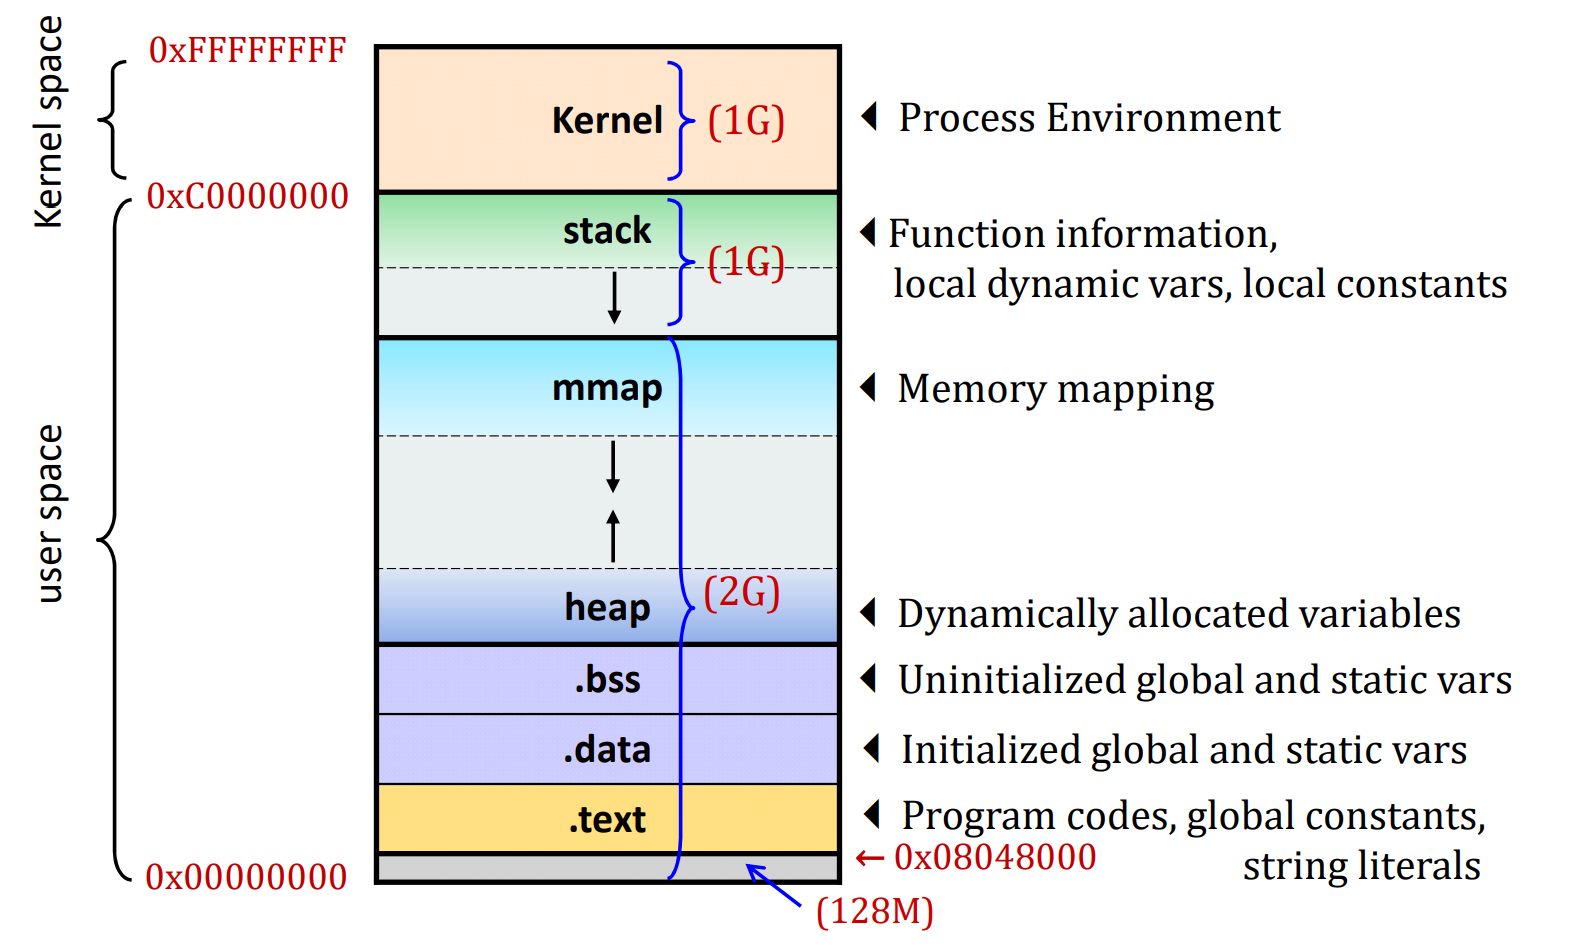 Kernel space
0xFFFFFFFF
Kernel
(1G)
Process Environment
0xC0000000
stack
(1G)
Function information,
local dynamic vars, local constants
mmap
Memory mapping
user space
heap
(2G)
Dynamically allocated variables
.bss
Uninitialized global and static vars
.data
Initialized global and static vars
.text
Program codes, global constants,
string literals
← 0x08048000
0x00000000
(128M)